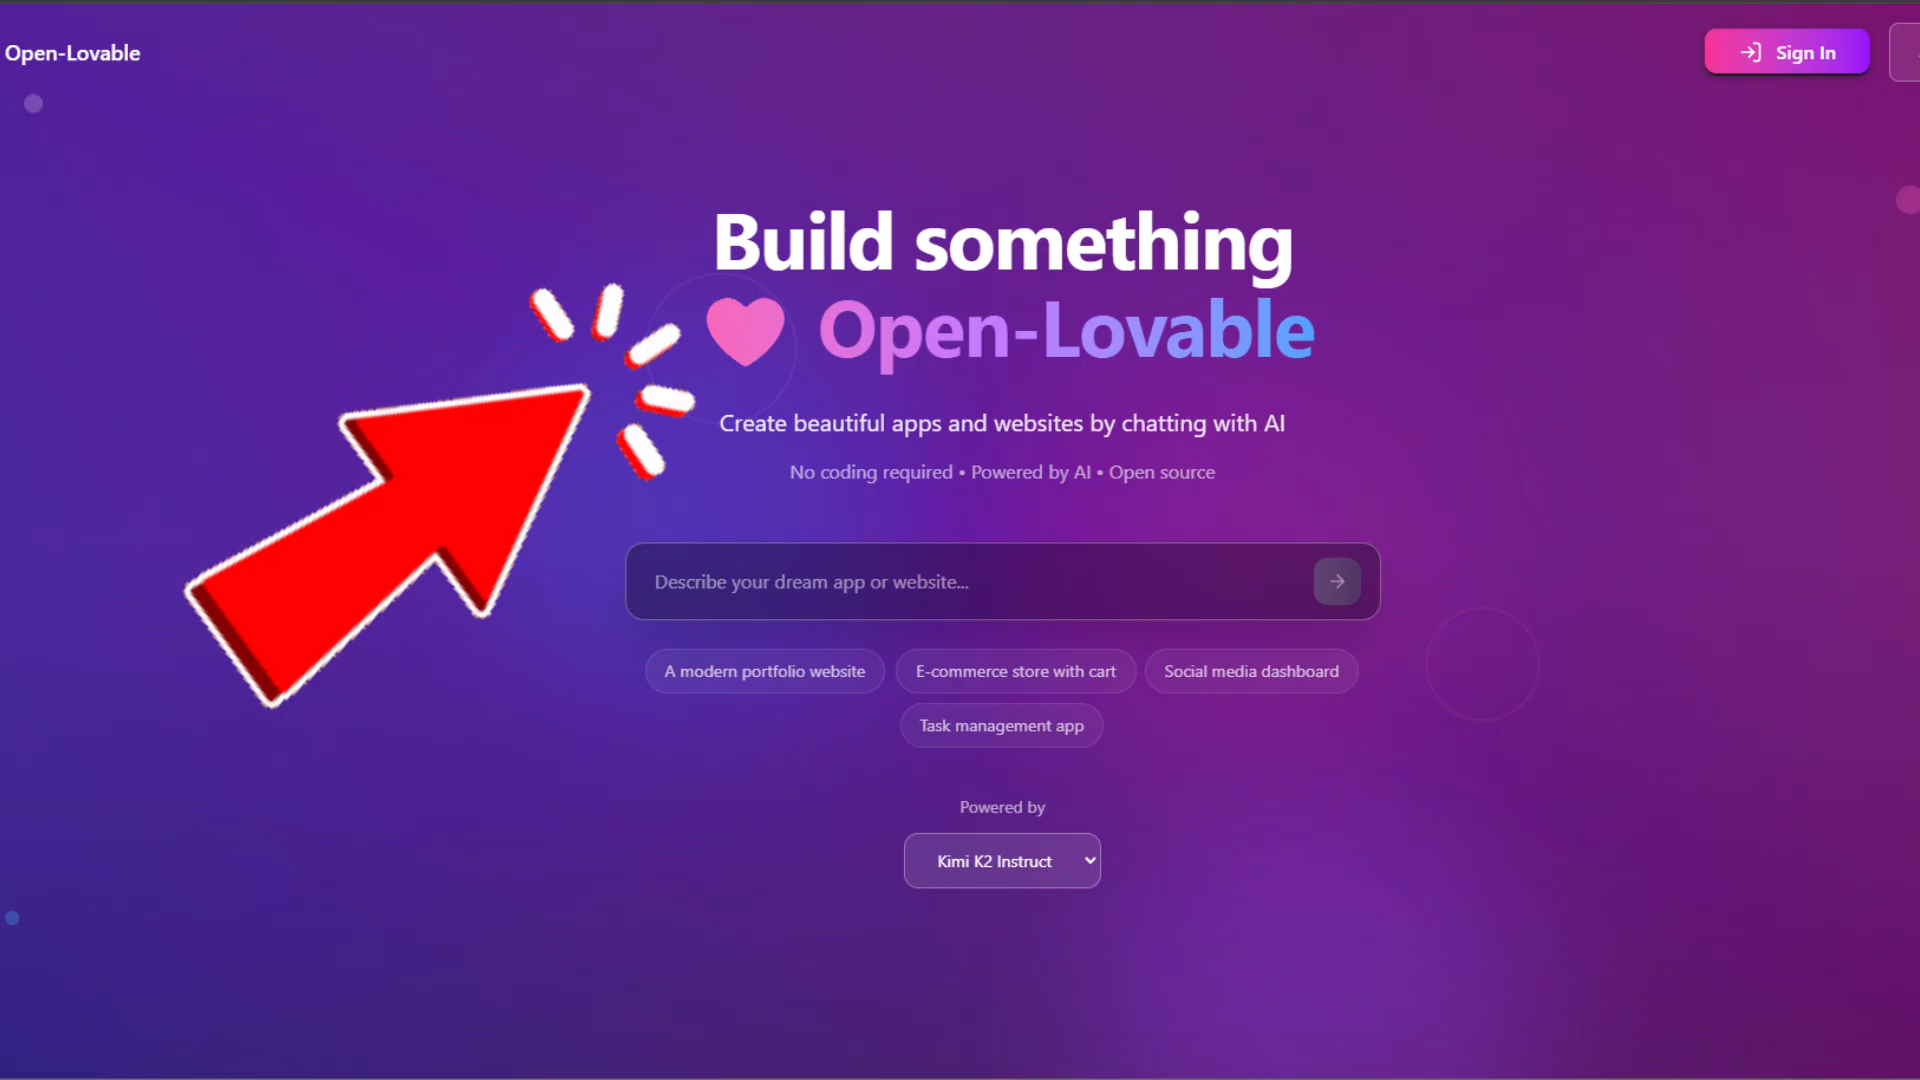 Open-Lovable
Sign In
Build something
Open-Lovable
Create beautiful apps and websites by chatting with AI
No coding required • Powered by AI • Open source
Describe your dream app or website...
A modern portfolio website
E-commerce store with cart
Social media dashboard
Task management app
Powered by
Kimi K2 Instruct